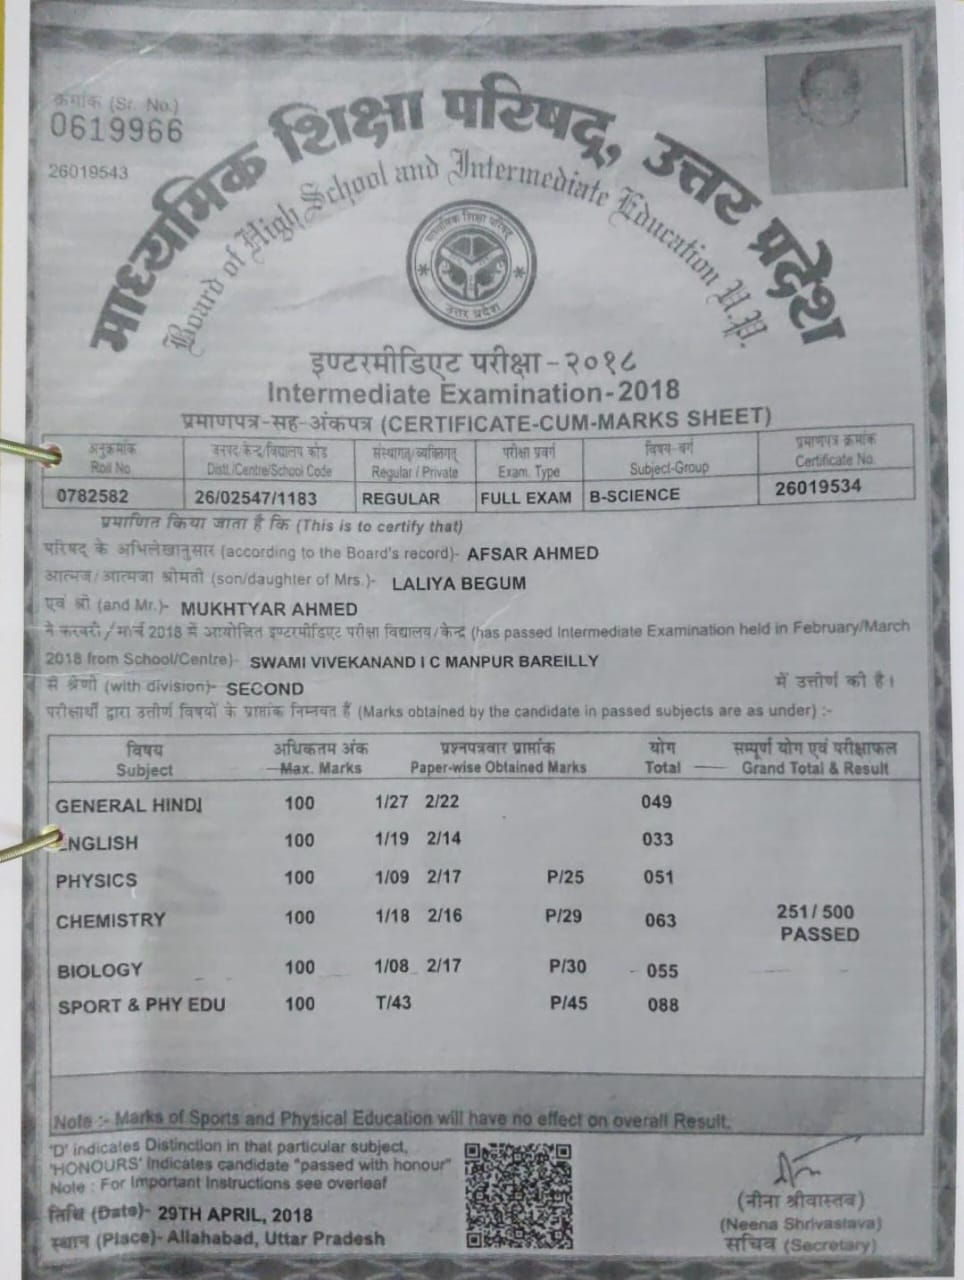 क्रमांक (Sr. No.)
0619966
26019543
माध्यमिक शिक्षा परिषद्, उत्तर प्रदेश
Board of High School and Intermediate Education U.P.
माध्यमिक शिक्षा परिषद्
उत्तर प्रदेश
इण्टरमीडिएट परीक्षा-२०१८
Intermediate Examination-2018
प्रमाणपत्र-सह-अंकपत्र (CERTIFICATE-CUM-MARKS SHEET)
अनुक्रमांक जनपद केन्द्र/विद्यालय कोड संस्थागत/व्यक्तिगत परीक्षा प्रवर्ग विषय-वर्ग प्रमाणपत्र क्रमांक
Roll No Distt./Centre/School Code Regular / Private Exam. Type Subject-Group Certificate No.
0782582 26/02547/1183 REGULAR FULL EXAM B-SCIENCE 26019534
प्रमाणित किया जाता है कि (This is to certify that)
परिषद के अभिलेखानुसार (according to the Board's record)- AFSAR AHMED
आत्मज/आत्मजा श्रीमती (son/daughter of Mrs.)- LALIYA BEGUM
एवं श्री (and Mr.)- MUKHTYAR AHMED
ने फरवरी/मार्च 2018 में आयोजित इण्टरमीडिएट परीक्षा विद्यालय/केन्द्र (has passed Intermediate Examination held in February/March
2018 from School/Centre)- SWAMI VIVEKANAND I C MANPUR BAREILLY
से श्रेणी (with division)- SECOND में उत्तीर्ण की है।
परीक्षार्थी द्वारा उत्तीर्ण विषयों के प्राप्तांक निम्नवत हैं (Marks obtained by the candidate in passed subjects are as under) :-
विषय अधिकतम अंक प्रश्नपत्रवार प्राप्तांक योग सम्पूर्ण योग एवं परीक्षाफल
Subject Max. Marks Paper-wise Obtained Marks Total Grand Total & Result
GENERAL HINDI 100 1/27 2/22 049
ENGLISH 100 1/19 2/14 033
PHYSICS 100 1/09 2/17 P/25 051
CHEMISTRY 100 1/18 2/16 P/29 063 251/500
PASSED
BIOLOGY 100 1/08 2/17 P/30 055
SPORT & PHY EDU 100 T/43 P/45 088
Note :- Marks of Sports and Physical Education will have no effect on overall Result.
'D' indicates Distinction in that particular subject,
'HONOURS' indicates candidate "passed with honour"
Note : For Important Instructions see overleaf
तिथि (Date)- 29TH APRIL, 2018
स्थान (Place)- Allahabad, Uttar Pradesh
(नीना श्रीवास्तव)
(Neena Shrivastava)
सचिव (Secretary)